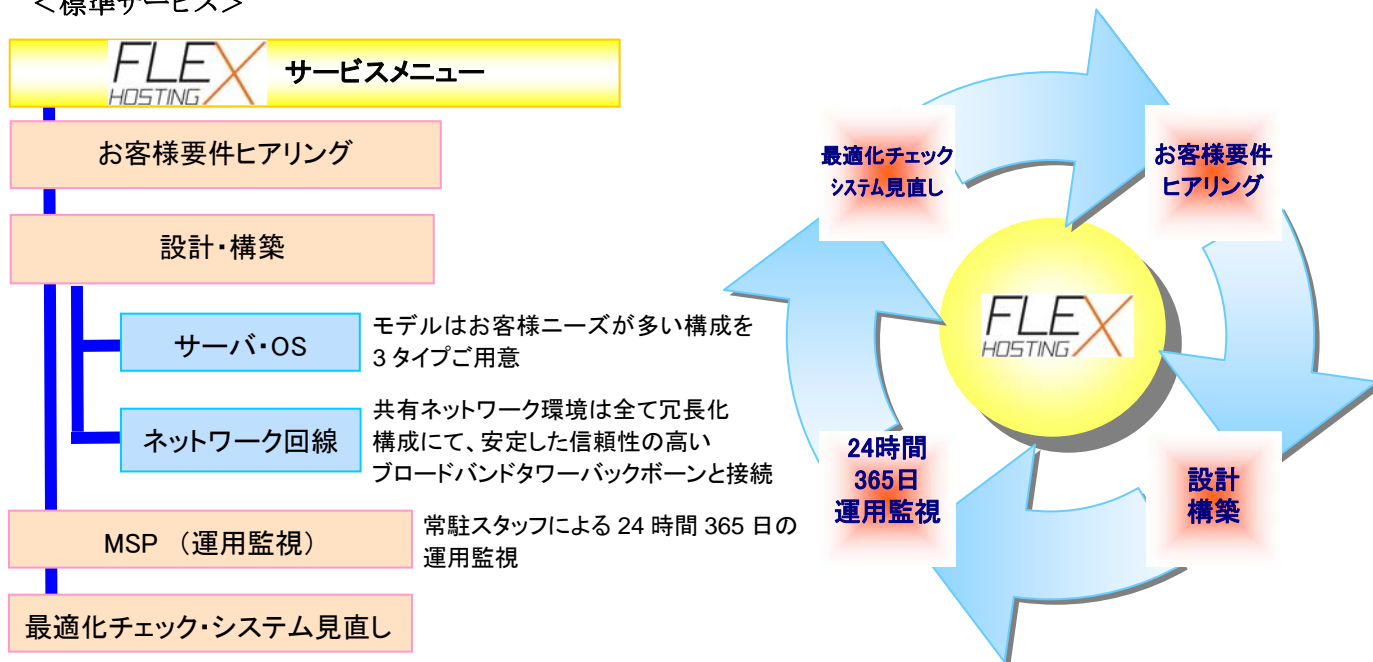 ＜標準サービス＞
FLEX
HOSTING
サービスメニュー
お客様要件ヒアリング
設計・構築
サーバ・OS
モデルはお客様ニーズが多い構成を
3 タイプご用意
ネットワーク回線
共有ネットワーク環境は全て冗長化
構成にて、安定した信頼性の高い
ブロードバンドタワーバックボーンと接続
MSP （運用監視）
常駐スタッフによる 24 時間 365 日の
運用監視
最適化チェック・システム見直し
最適化チェック
システム見直し
お客様要件
ヒアリング
FLEX
HOSTING
24時間
365日
運用監視
設計
構築